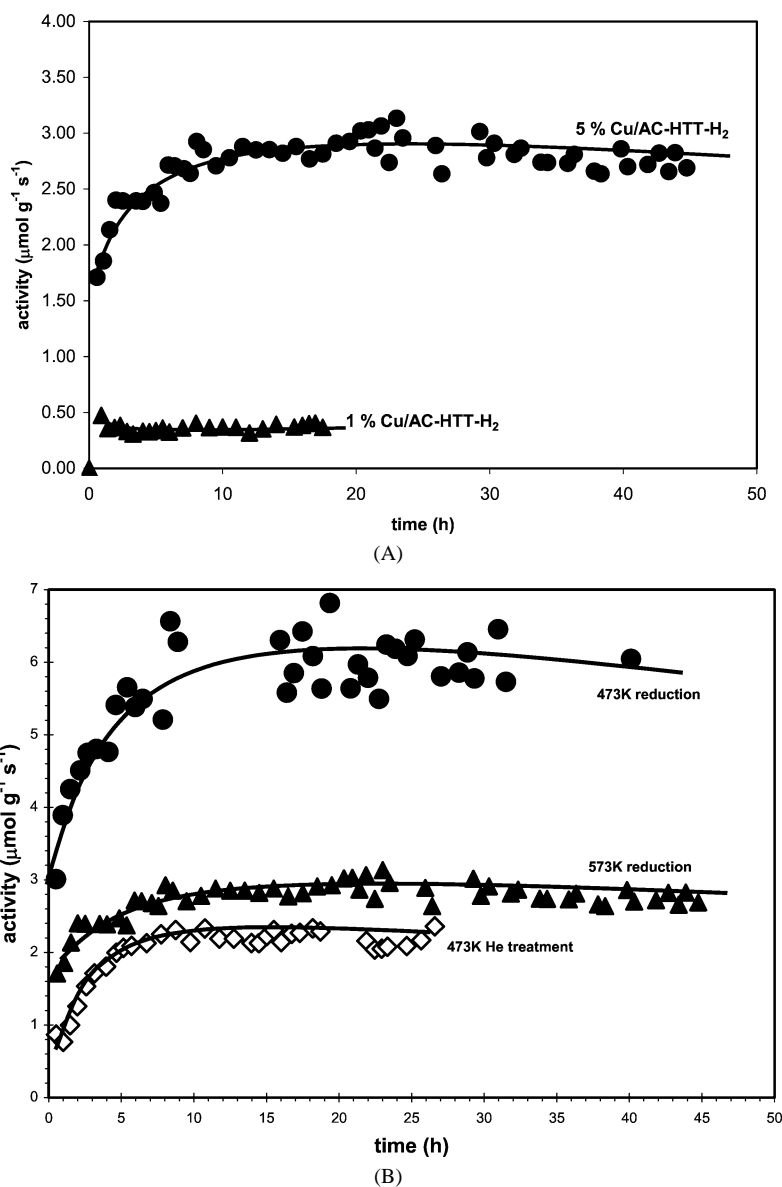 4.00
3.50
3.00
2.50
2.00
1.50
1.00
0.50
0.00
activity (μmol g⁻¹ s⁻¹)
5 % Cu/AC-HTT-H₂
1 % Cu/AC-HTT-H₂
0 10 20 30 40 50
time (h)
(A)
7
6
5
4
3
2
1
0
activity (μmol g⁻¹ s⁻¹)
473K reduction
573K reduction
473K He treatment
0 5 10 15 20 25 30 35 40 45 50
time (h)
(B)